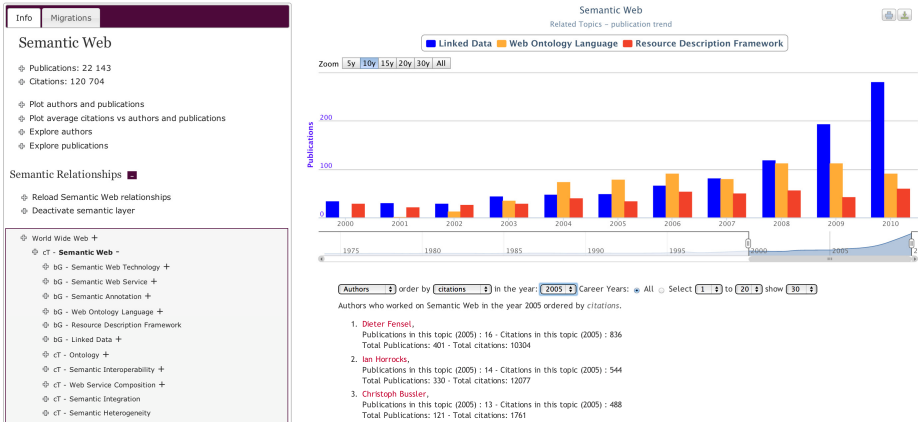 Info Migrations
Semantic Web
Publications: 22 143
Citations: 120 704
Plot authors and publications
Plot average citations vs authors and publications
Explore authors
Explore publications
Semantic Relationships -
Reload Semantic Web relationships
Deactivate semantic layer
World Wide Web +
cT - Semantic Web -
bG - Semantic Web Technology +
bG - Semantic Web Service +
bG - Semantic Annotation +
bG - Web Ontology Language +
bG - Resource Description Framework
bG - Linked Data +
cT - Ontology +
cT - Semantic Interoperability +
cT - Web Service Composition +
cT - Semantic Integration
cT - Semantic Heterogeneity
Semantic Web
Related Topics - publication trend
Linked Data Web Ontology Language Resource Description Framework
Zoom 5y 10y 15y 20y 30y All
Publications
200
100
0
2000 2001 2002 2003 2004 2005 2006 2007 2008 2009 2010
1975 1980 1985 1990 1995 2000 2005 2
Authors order by citations in the year: 2005 Career Years: All Select 1 to 20 show 30
Authors who worked on Semantic Web in the year 2005 ordered by citations.
1. Dieter Fensel,
Publications in this topic (2005) : 16 - Citations in this topic (2005) : 836
Total Publications: 401 - Total citations: 10304
2. Ian Horrocks,
Publications in this topic (2005) : 14 - Citations in this topic (2005) : 544
Total Publications: 330 - Total citations: 12077
3. Christoph Bussler,
Publications in this topic (2005) : 13 - Citations in this topic (2005) : 488
Total Publications: 121 - Total citations: 1761